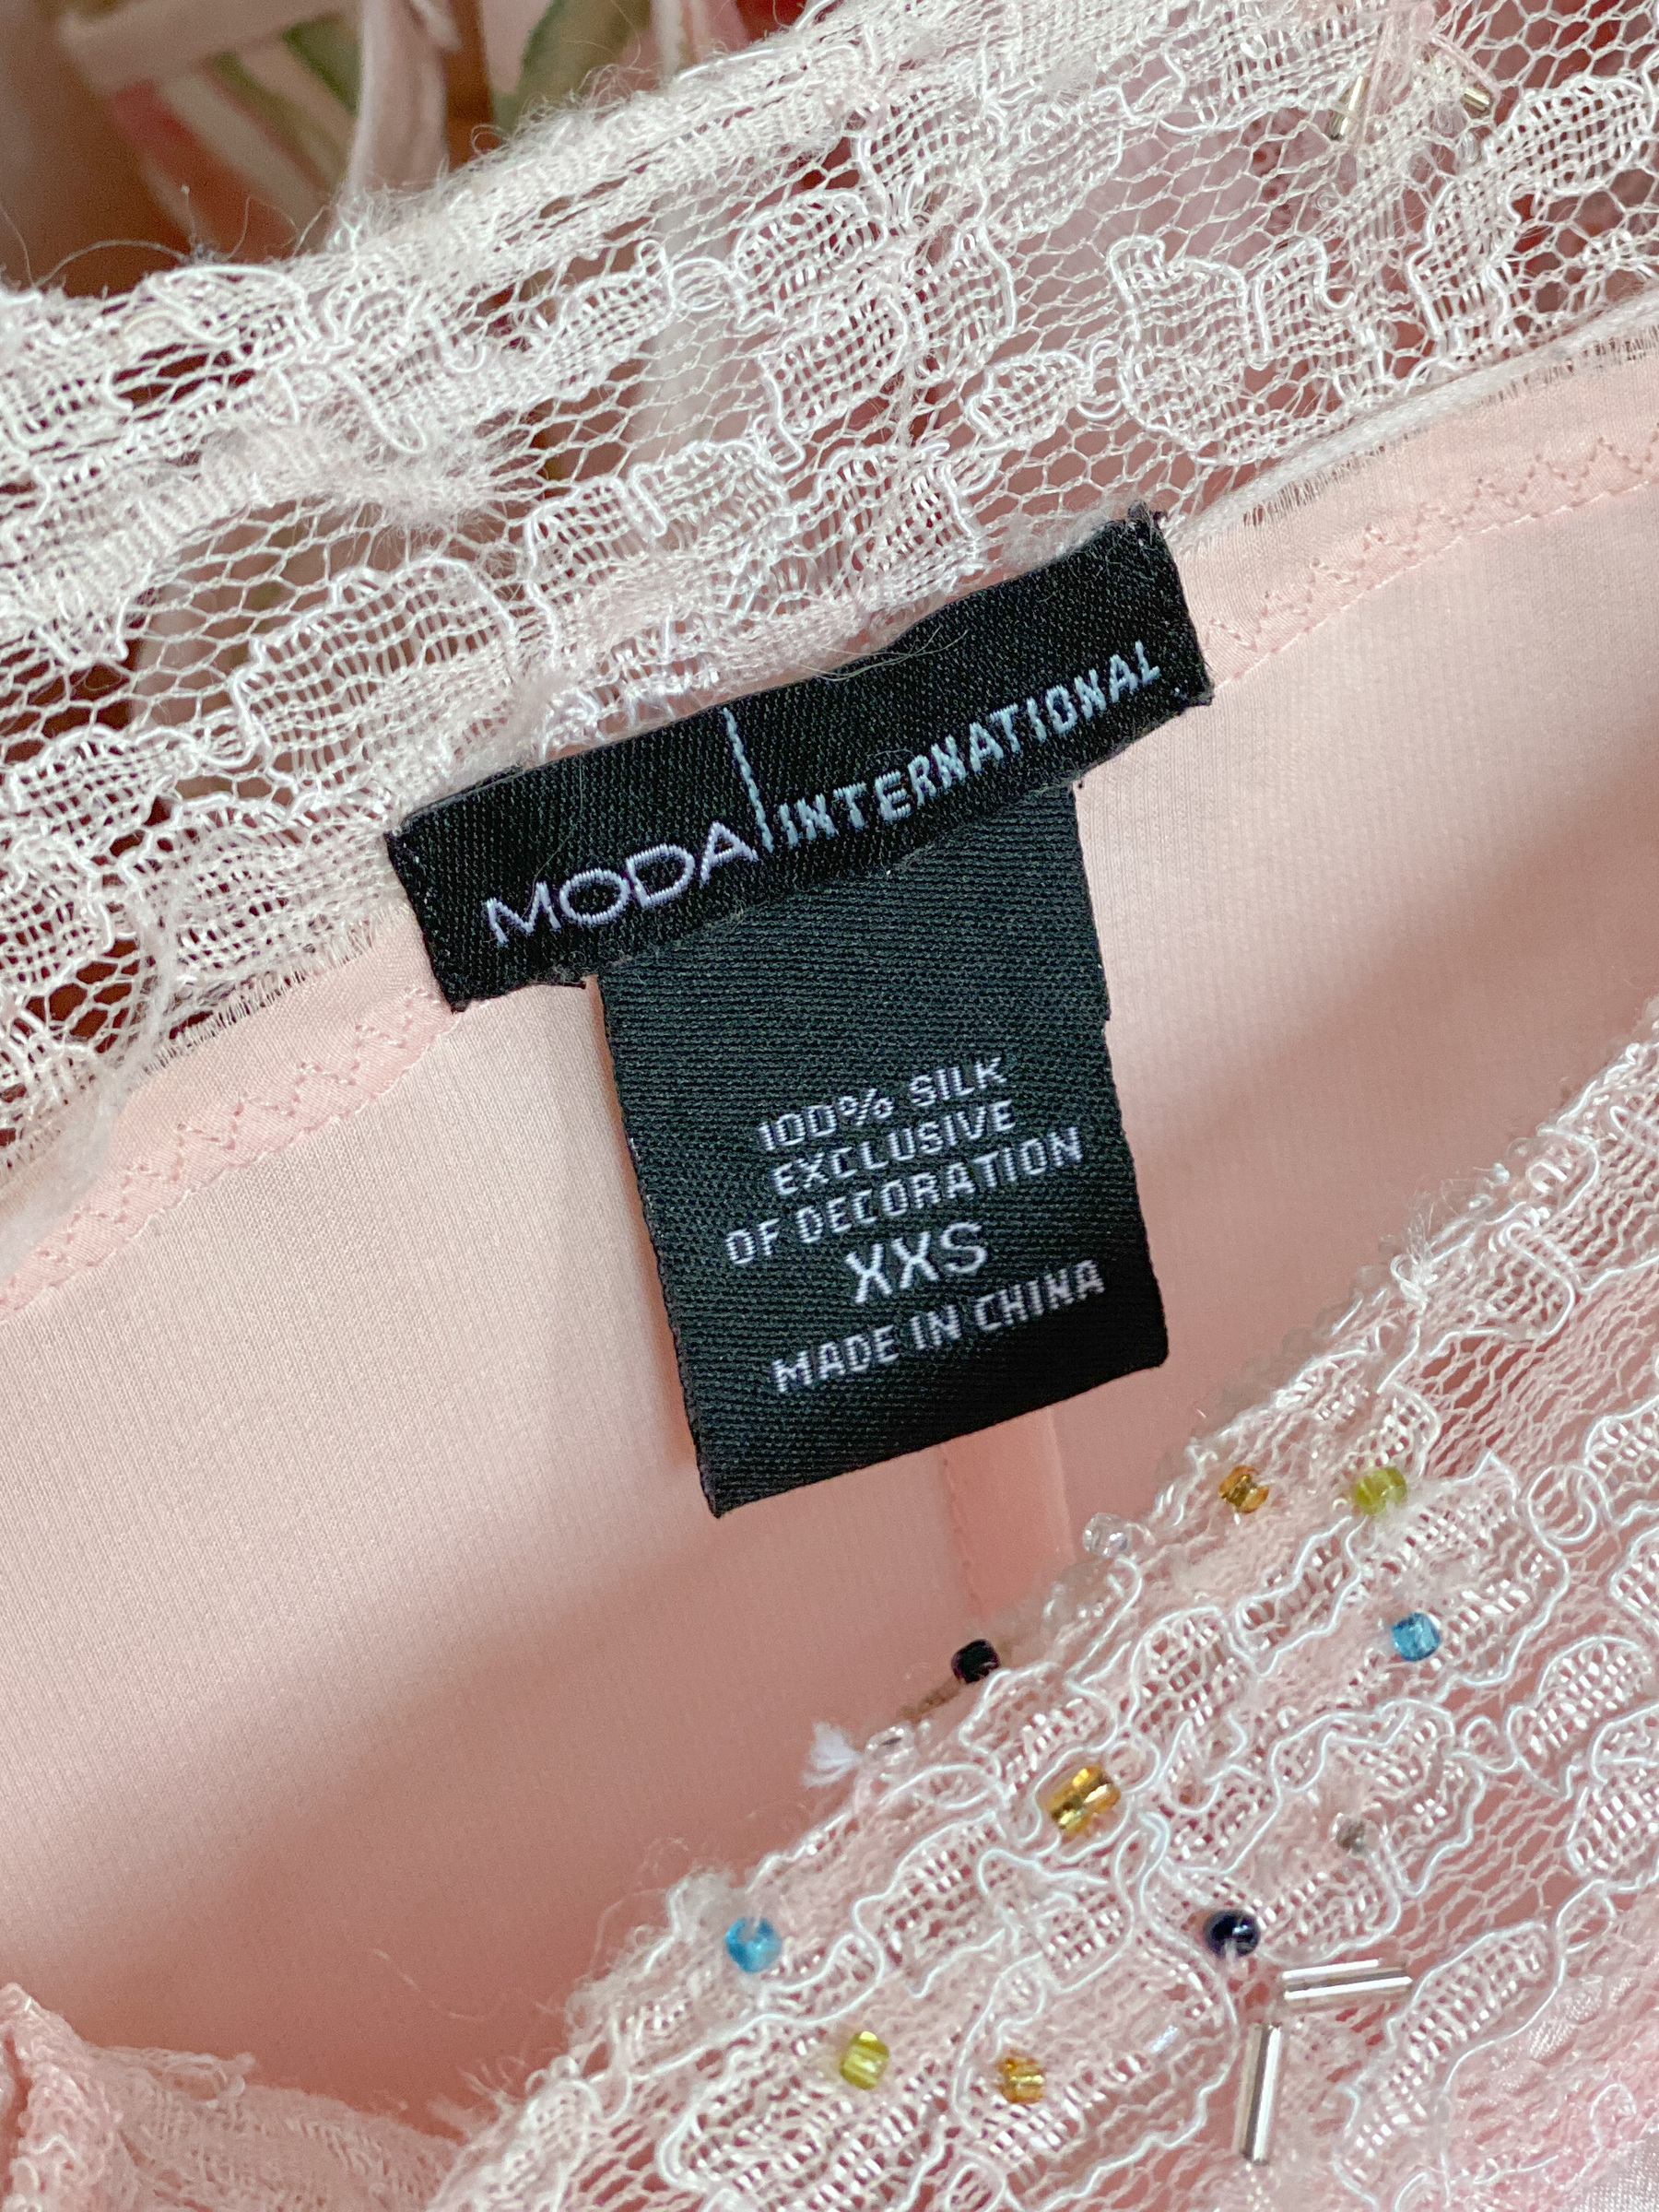 MODA INTERNATIONAL
100% SILK
EXCLUSIVE
OF DECORATION
XXS
MADE IN CHINA